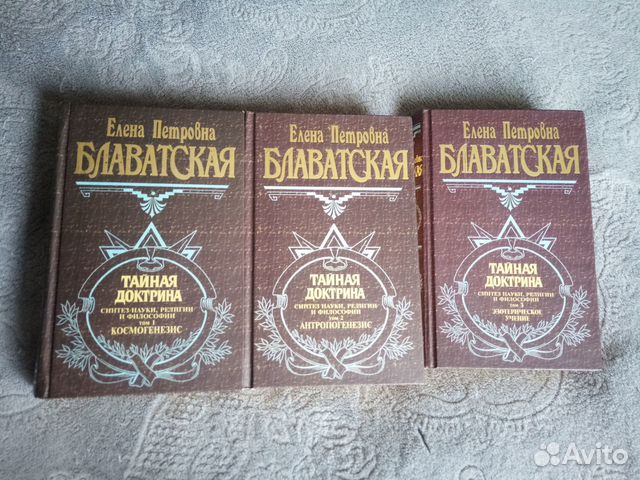 Елена Петровна
БЛАВАТСКАЯ
ТАЙНАЯ
ДОКТРИНА
СИНТЕЗ НАУКИ, РЕЛИГИИ
И ФИЛОСОФИИ
ТОМ 1
КОСМОГЕНЕЗИС
Елена Петровна
БЛАВАТСКАЯ
ТАЙНАЯ
ДОКТРИНА
СИНТЕЗ НАУКИ, РЕЛИГИИ
И ФИЛОСОФИИ
ТОМ 2
АНТРОПОГЕНЕЗИС
Елена Петровна
БЛАВАТСКАЯ
ТАЙНАЯ
ДОКТРИНА
СИНТЕЗ НАУКИ, РЕЛИГИИ
И ФИЛОСОФИИ
ТОМ 3
ЭЗОТЕРИЧЕСКОЕ
УЧЕНИЕ
Avito